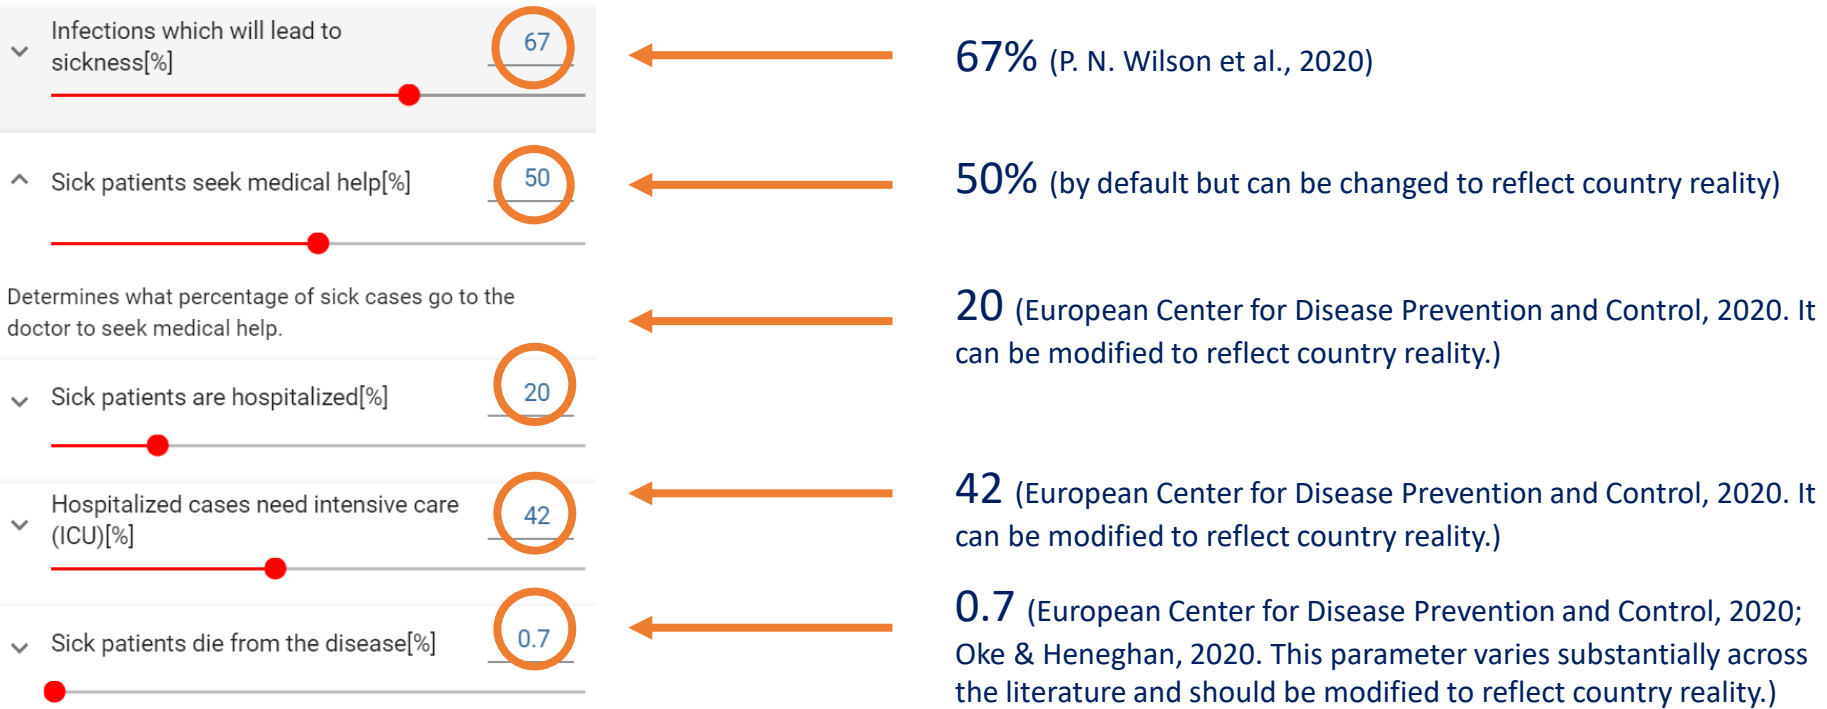 Infections which will lead to
sickness[%]
67
67% (P. N. Wilson et al., 2020)
Sick patients seek medical help[%]
50
50% (by default but can be changed to reflect country reality)
Determines what percentage of sick cases go to the
doctor to seek medical help.
20 (European Center for Disease Prevention and Control, 2020. It
can be modified to reflect country reality.)
Sick patients are hospitalized[%]
20
Hospitalized cases need intensive care
(ICU)[%]
42
42 (European Center for Disease Prevention and Control, 2020. It
can be modified to reflect country reality.)
Sick patients die from the disease[%]
0.7
0.7 (European Center for Disease Prevention and Control, 2020;
Oke & Heneghan, 2020. This parameter varies substantially across
the literature and should be modified to reflect country reality.)